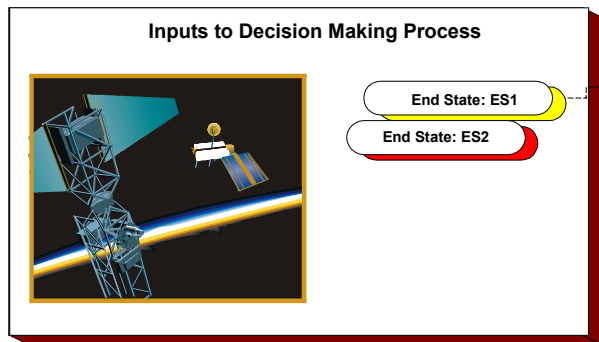 Inputs to Decision Making Process
End State: ES1
End State: ES2